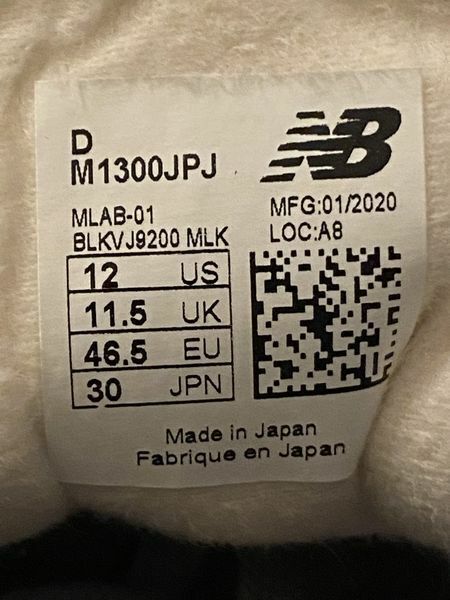 D
M1300JPJ
NB
MLAB-01
BLKVJ9200 MLK
MFG:01/2020
LOC:A8
12 US
11.5 UK
46.5 EU
30 JPN
Made in Japan
Fabrique en Japan